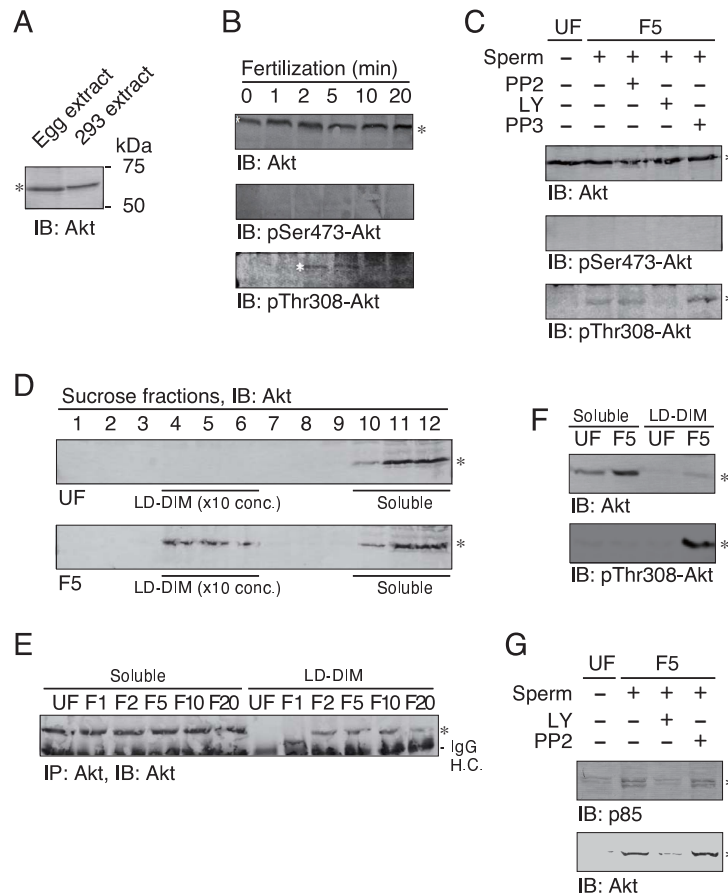 A
Egg extract
293 extract
kDa
75
50
*
IB: Akt
B
Fertilization (min)
0 1 2 5 10 20
* *
IB: Akt
IB: pSer473-Akt
*
IB: pThr308-Akt
C
UF F5
Sperm – + + + +
PP2 – – + – –
LY – – – + –
PP3 – – – – +
*
IB: Akt
IB: pSer473-Akt
*
IB: pThr308-Akt
D
Sucrose fractions, IB: Akt
1 2 3 4 5 6 7 8 9 10 11 12
*
UF LD-DIM (x10 conc.) Soluble
*
F5 LD-DIM (x10 conc.) Soluble
E
Soluble LD-DIM
UF F1 F2 F5 F10 F20 UF F1 F2 F5 F10 F20
*
- IgG
H.C.
IP: Akt, IB: Akt
F
Soluble LD-DIM
UF F5 UF F5
*
IB: Akt
*
IB: pThr308-Akt
G
UF F5
Sperm – + + +
LY – – + –
PP2 – – – +
*
IB: p85
*
IB: Akt